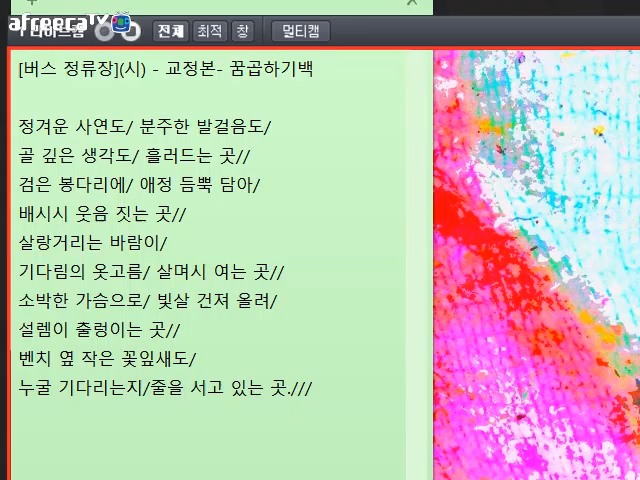 afreecaTV
전체 최적 창 멀티캠
[버스 정류장](시) - 교정본- 꿈곱하기백
정겨운 사연도/ 분주한 발걸음도/
골 깊은 생각도/ 흘러드는 곳//
검은 봉다리에/ 애정 듬뿍 담아/
배시시 웃음 짓는 곳//
살랑거리는 바람이/
기다림의 옷고름/ 살며시 여는 곳//
소박한 가슴으로/ 빛살 건져 올려/
설렘이 출렁이는 곳//
벤치 옆 작은 꽃잎새도/
누굴 기다리는지/줄을 서고 있는 곳.///